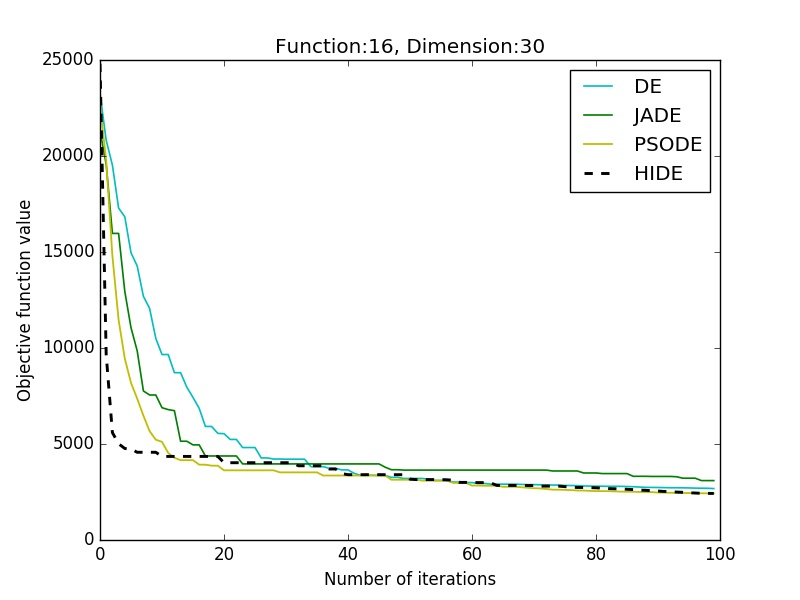 Function:16, Dimension:30
25000
20000
15000
10000
5000
0
Objective function value
DE
JADE
PSODE
HIDE
0 20 40 60 80 100
Number of iterations